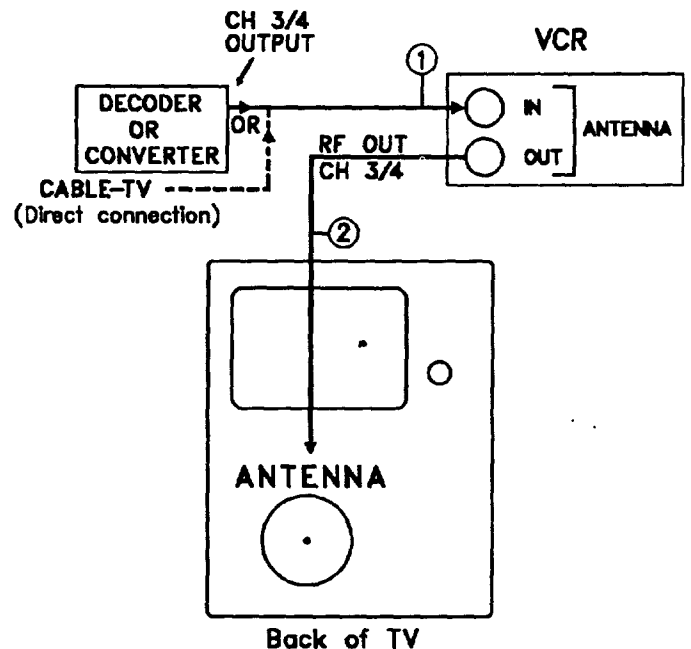 CH 3/4
OUTPUT
VCR
1
DECODER
OR
CONVERTER
OR
IN
OUT
ANTENNA
RF OUT
CH 3/4
CABLE-TV
(Direct connection)
2
ANTENNA
Back of TV